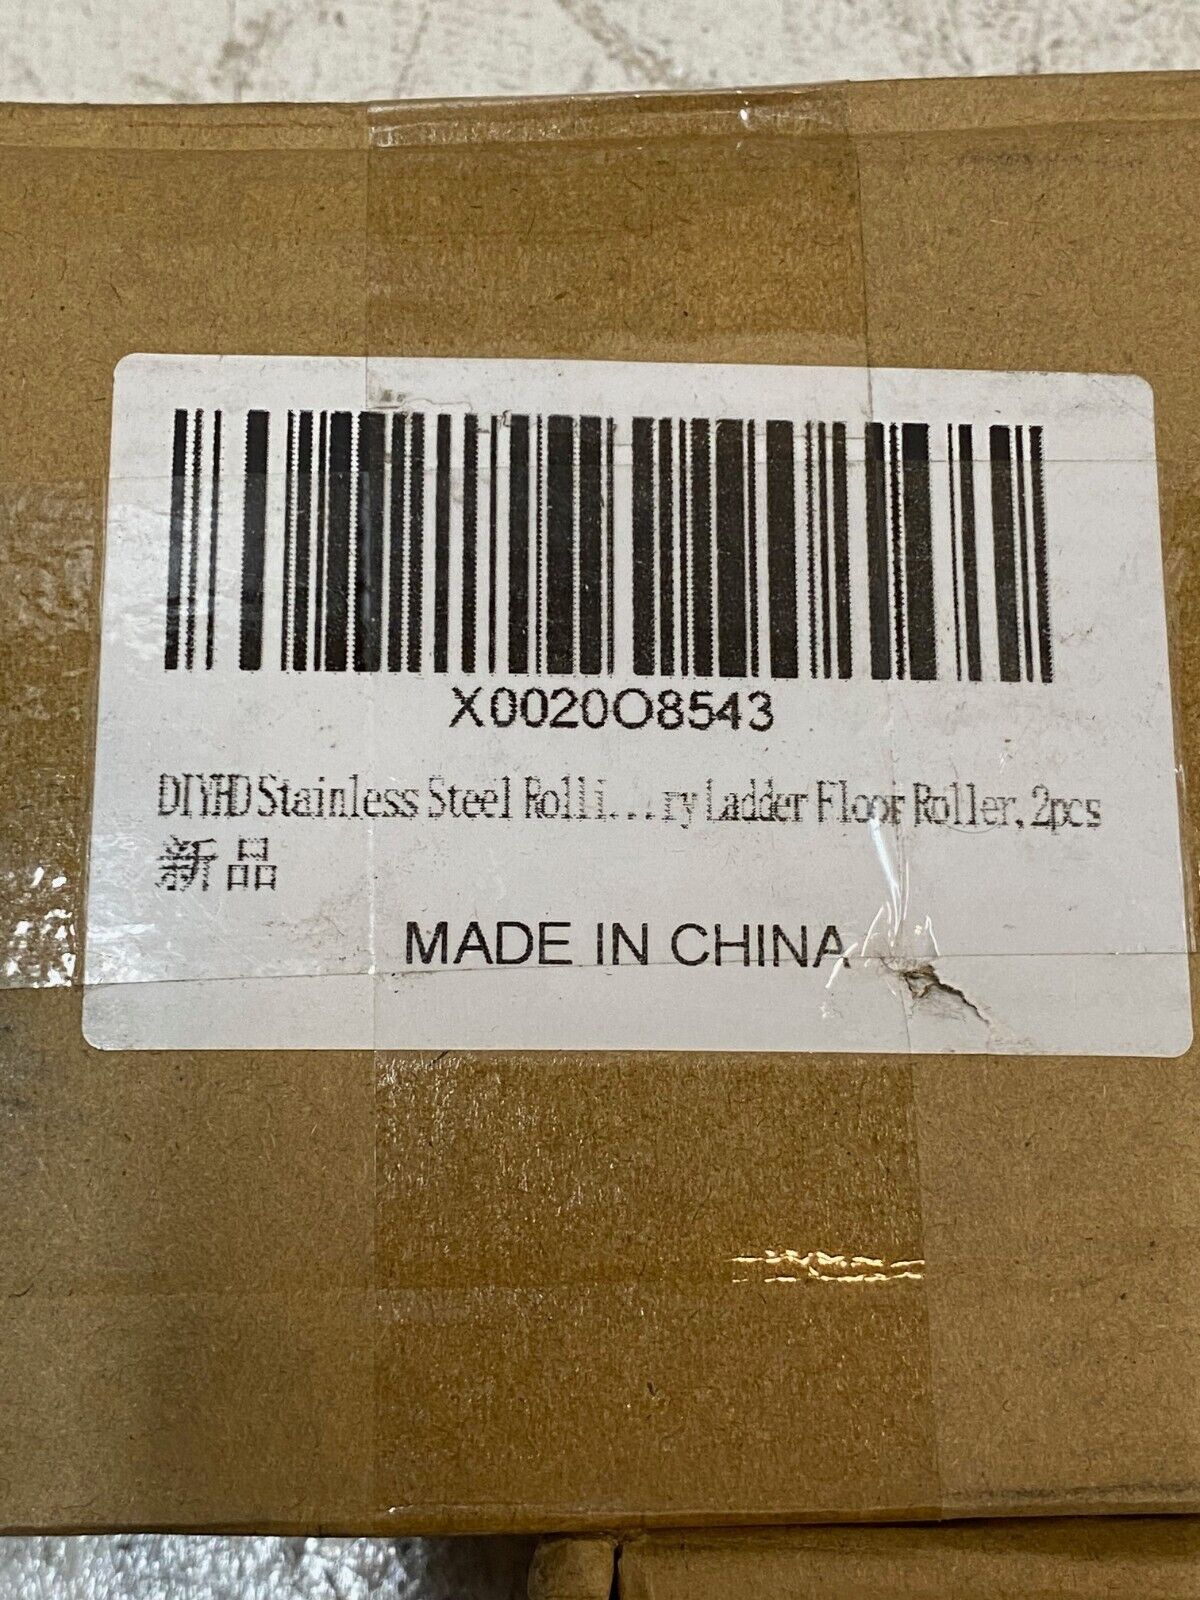 X0020O8543
DIYHD Stainless Steel Rolli...ry Ladder Floor Roller, 2pcs
新品
MADE IN CHINA